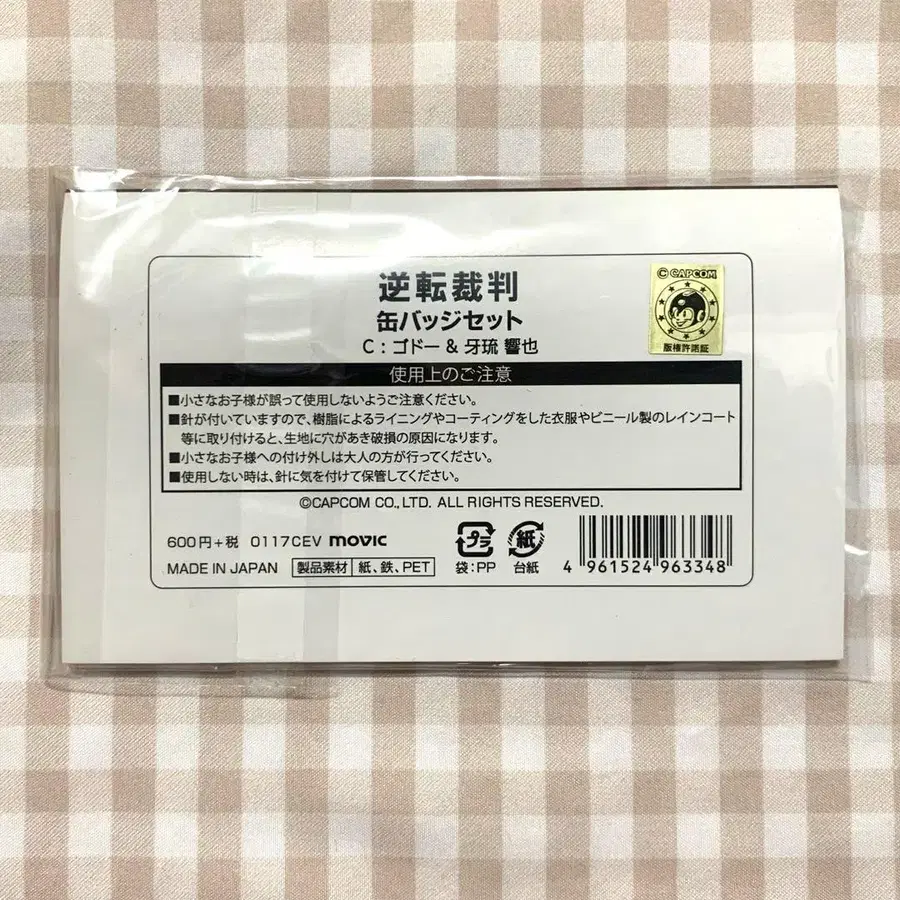 逆転裁判
缶バッジセット
C:ゴドー & 牙琉 響也
©CAPCOM
版権許諾証
使用上のご注意
■小さなお子様が誤って使用しないようご注意ください。
■針が付いていますので、樹脂によるライニングやコーティングをした衣服やビニール製のレインコート
等に取り付けると、生地に穴があき破損の原因になります。
■小さなお子様への付け外しは大人の方が行ってください。
■使用しない時は、針に気を付けて保管してください。
©CAPCOM CO., LTD. ALL RIGHTS RESERVED.
600円+税 0117CEV movic
MADE IN JAPAN 製品素材 紙、鉄、PET
プラ
袋:PP
紙
台紙
4 961524 963348